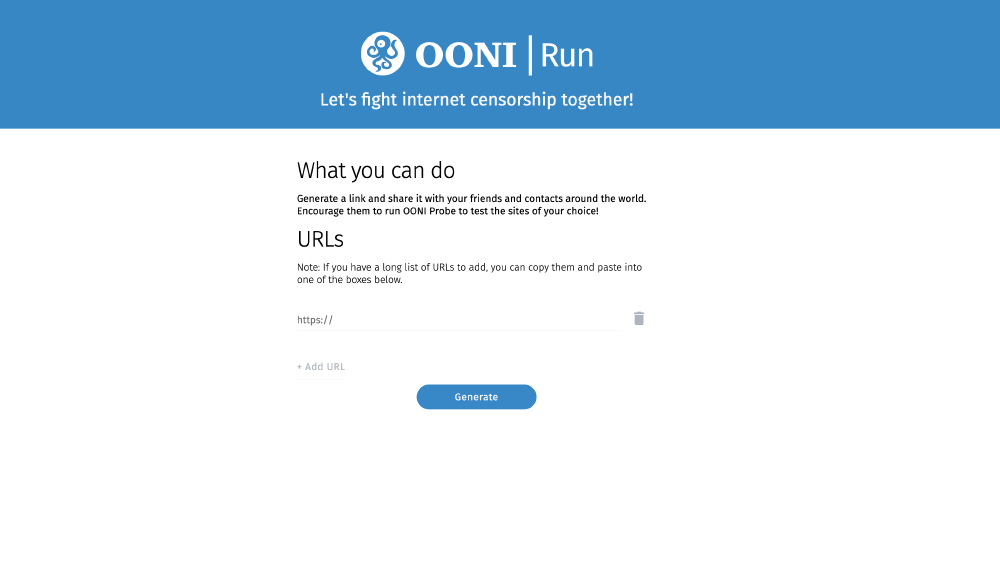 OONI | Run
Let's fight internet censorship together!
What you can do
Generate a link and share it with your friends and contacts around the world.
Encourage them to run OONI Probe to test the sites of your choice!
URLs
Note: If you have a long list of URLs to add, you can copy them and paste into
one of the boxes below.
https://
+ Add URL
Generate